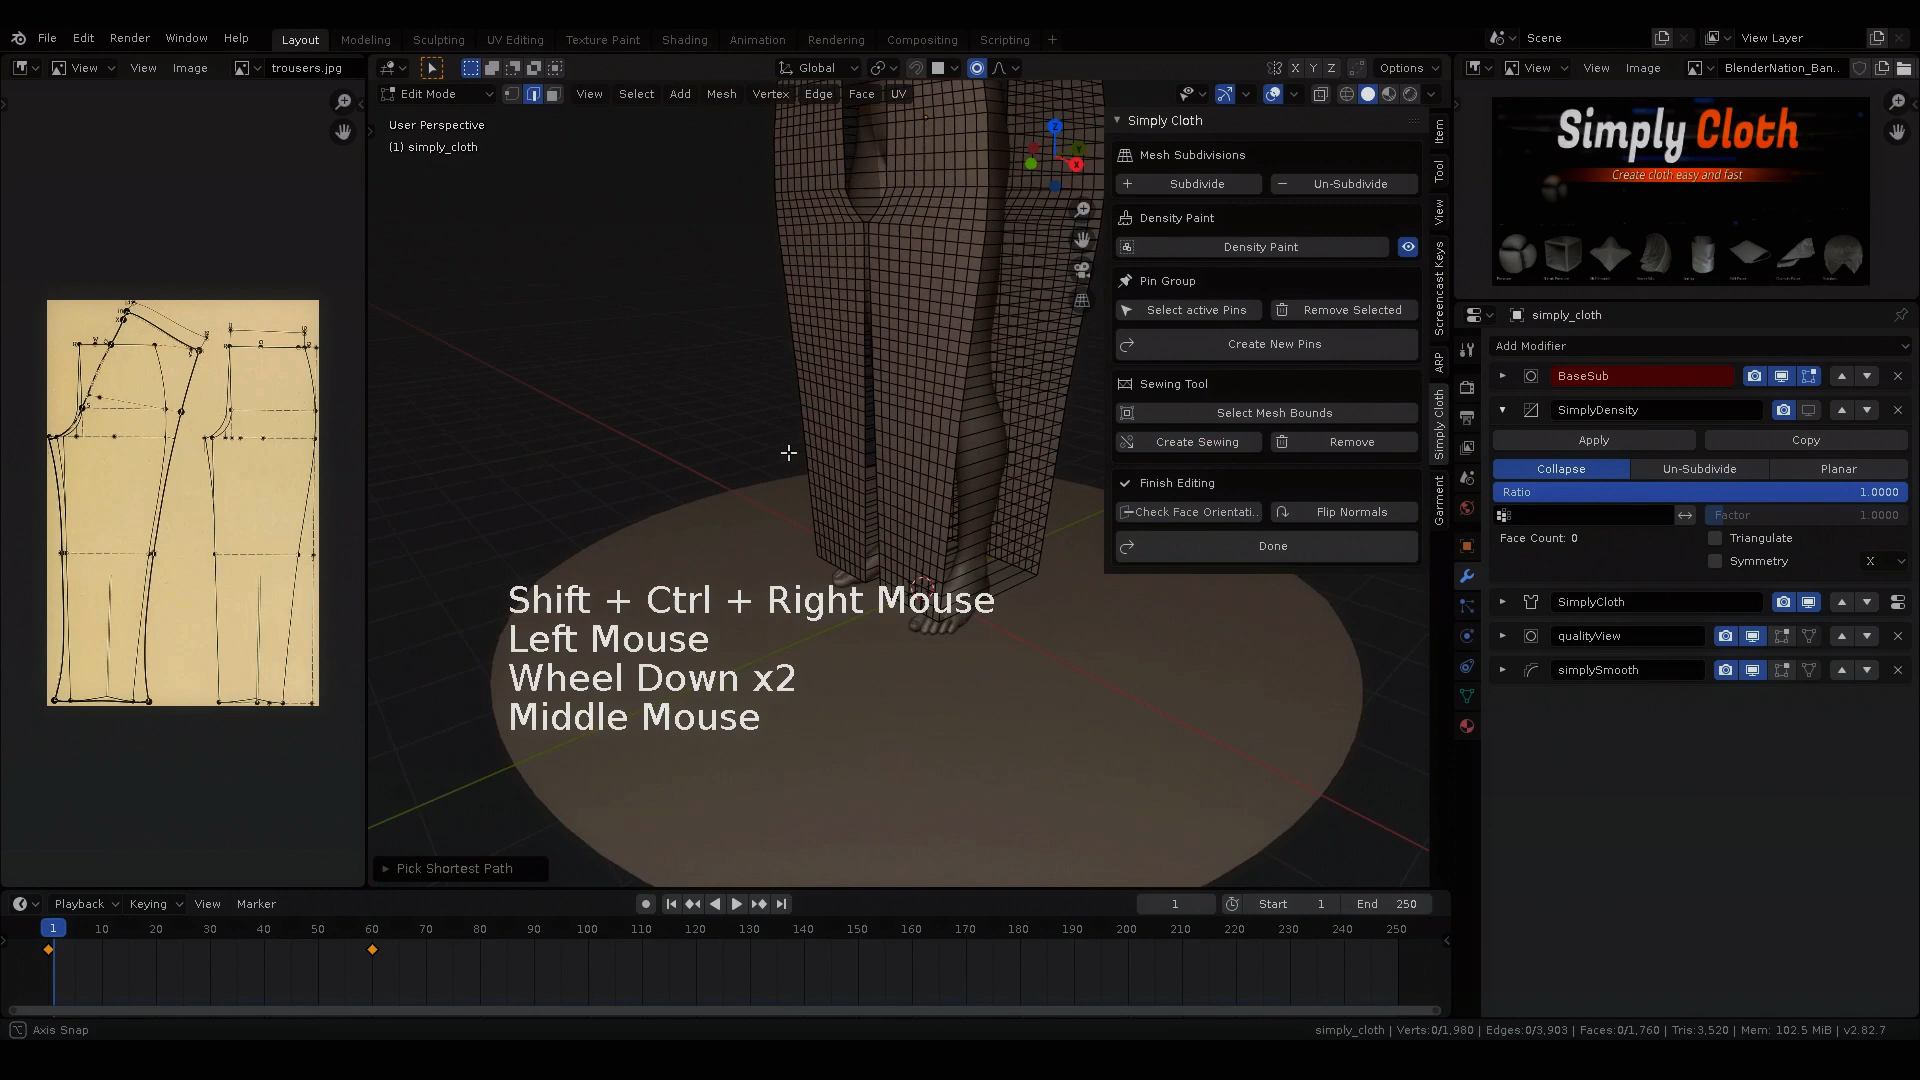 File Edit Render Window Help Layout Modeling Sculpting UV Editing Texture Paint Shading Animation Rendering Compositing Scripting + Scene View Layer
View View Image trousers.jpg Global X Y Z Options View View Image BlenderNation_Ban..
Edit Mode View Select Add Mesh Vertex Edge Face UV
User Perspective
(1) simply_cloth
Z
X
Simply Cloth
Mesh Subdivisions
Subdivide Un-Subdivide
Density Paint
Density Paint
Pin Group
Select active Pins Remove Selected
Create New Pins
Sewing Tool
Select Mesh Bounds
Create Sewing Remove
Finish Editing
Check Face Orientati.. Flip Normals
Done
Item
Tool
View
Screencast Keys
ARP
Simply Cloth
Garment
Simply Cloth
Create cloth easy and fast
simply_cloth
Add Modifier
BaseSub
SimplyDensity
Apply Copy
Collapse Un-Subdivide Planar
Ratio 1.0000
Factor 1.0000
Face Count: 0 Triangulate
Symmetry X
SimplyCloth
qualityView
simplySmooth
Shift + Ctrl + Right Mouse
Left Mouse
Wheel Down x2
Middle Mouse
Pick Shortest Path
Playback Keying View Marker 1 Start 1 End 250
1 10 20 30 40 50 60 70 80 90 100 110 120 130 140 150 160 170 180 190 200 210 220 230 240 250
Axis Snap simply_cloth | Verts:0/1,980 | Edges:0/3,903 | Faces:0/1,760 | Tris:3,520 | Mem: 102.5 MiB | v2.82.7